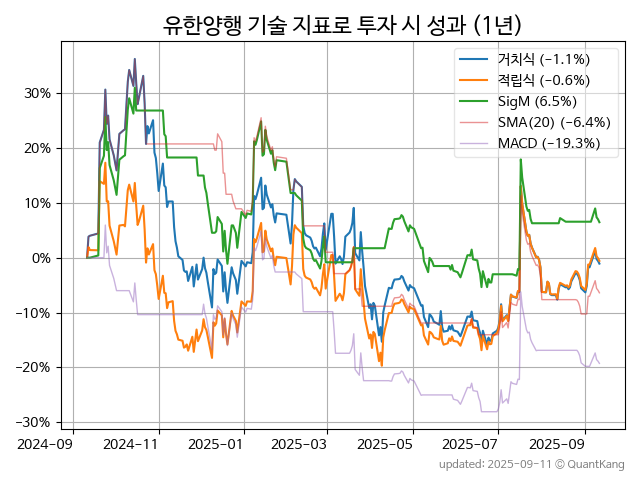 유한양행 기술 지표로 투자 시 성과 (1년)
거치식 (−1.1%)
적립식 (−0.6%)
SigM (6.5%)
SMA(20) (−6.4%)
MACD (−19.3%)
30%
20%
10%
0%
−10%
−20%
−30%
2024-09 2024-11 2025-01 2025-03 2025-05 2025-07 2025-09
updated: 2025-09-11 © QuantKang